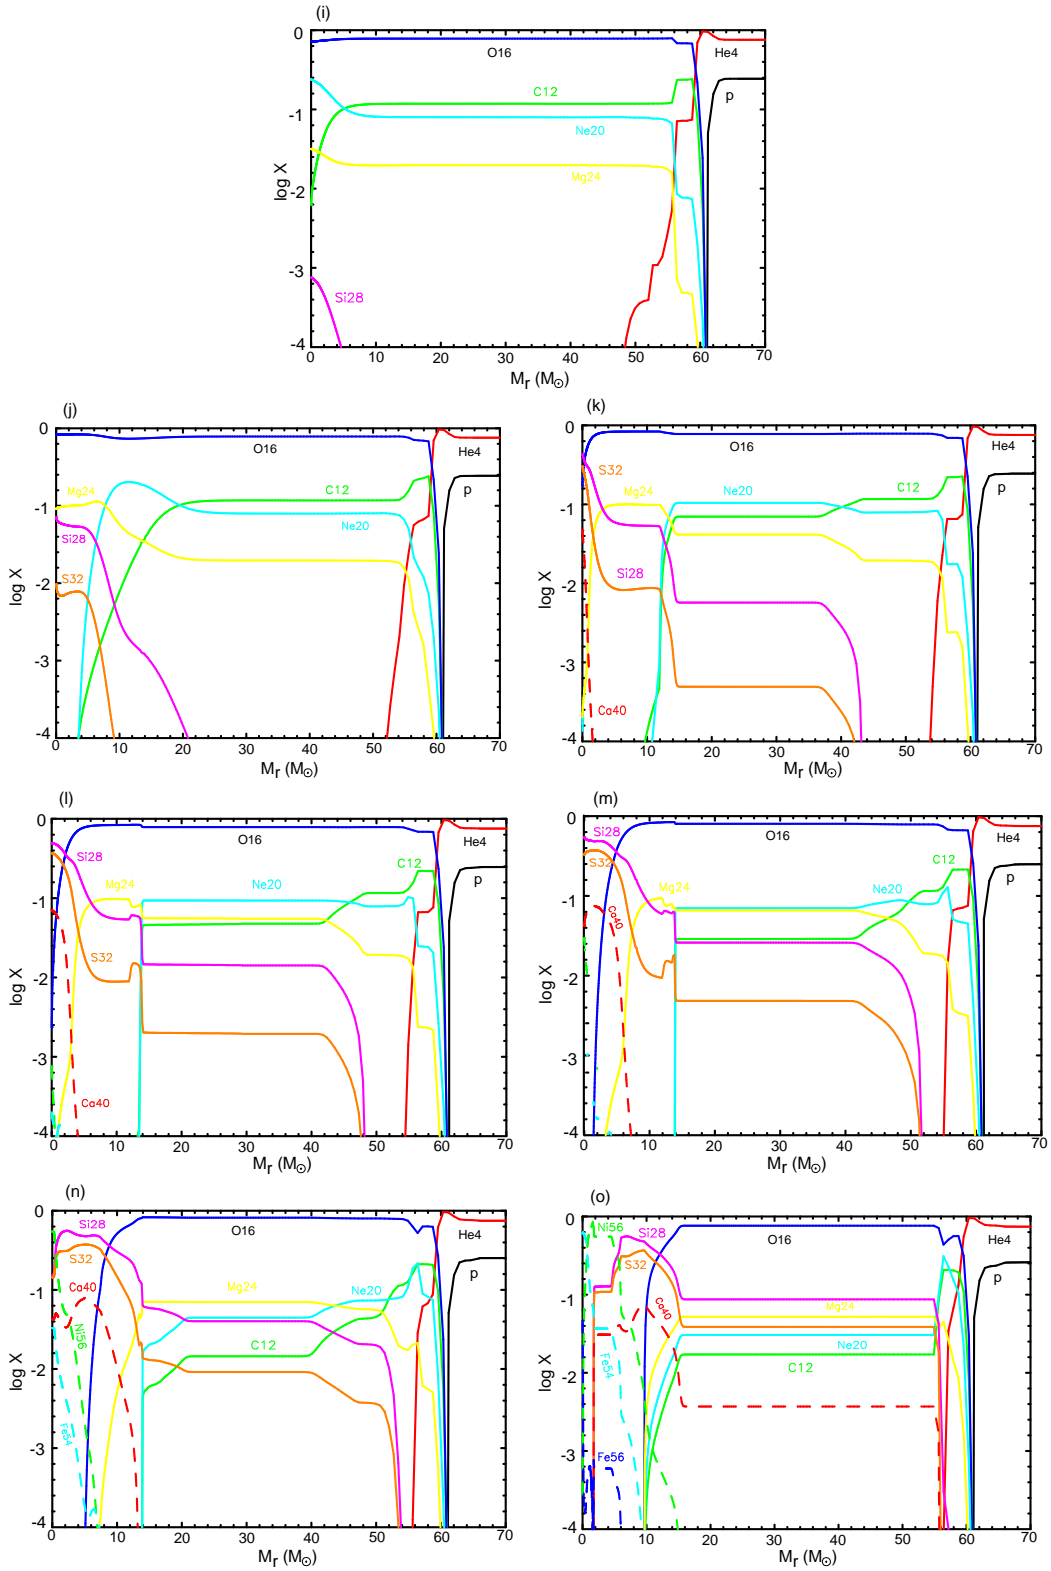 (i)
0
-1
-2
-3
-4
log X
O16
He4
C12
p
Ne20
Mg24
Si28
0 10 20 30 40 50 60 70
Mr (M⊙)
(j)
0
-1
-2
-3
-4
log X
O16
He4
p
Mg24
C12
Ne20
Si28
S32
0 10 20 30 40 50 60 70
Mr (M⊙)
(k)
0
-1
-2
-3
-4
log X
O16
He4
S32
p
Mg24
Ne20
C12
Si28
Ca40
0 10 20 30 40 50 60 70
Mr (M⊙)
(l)
0
-1
-2
-3
-4
log X
O16
He4
Si28
C12
p
Mg24
Ne20
S32
Ca40
0 10 20 30 40 50 60 70
Mr (M⊙)
(m)
0
-1
-2
-3
-4
log X
Si28
O16
He4
S32
C12
p
Mg24
Ne20
Ca40
0 10 20 30 40 50 60 70
Mr (M⊙)
(n)
0
-1
-2
-3
-4
log X
Si28
O16
He4
S32
p
Ca40
Mg24
Ne20
Ni56
C12
Fe54
0 10 20 30 40 50 60 70
Mr (M⊙)
(o)
0
-1
-2
-3
-4
log X
Ni56
Si28
O16
He4
S32
p
Ca40
Mg24
Ne20
Fe54
C12
Fe56
0 10 20 30 40 50 60 70
Mr (M⊙)